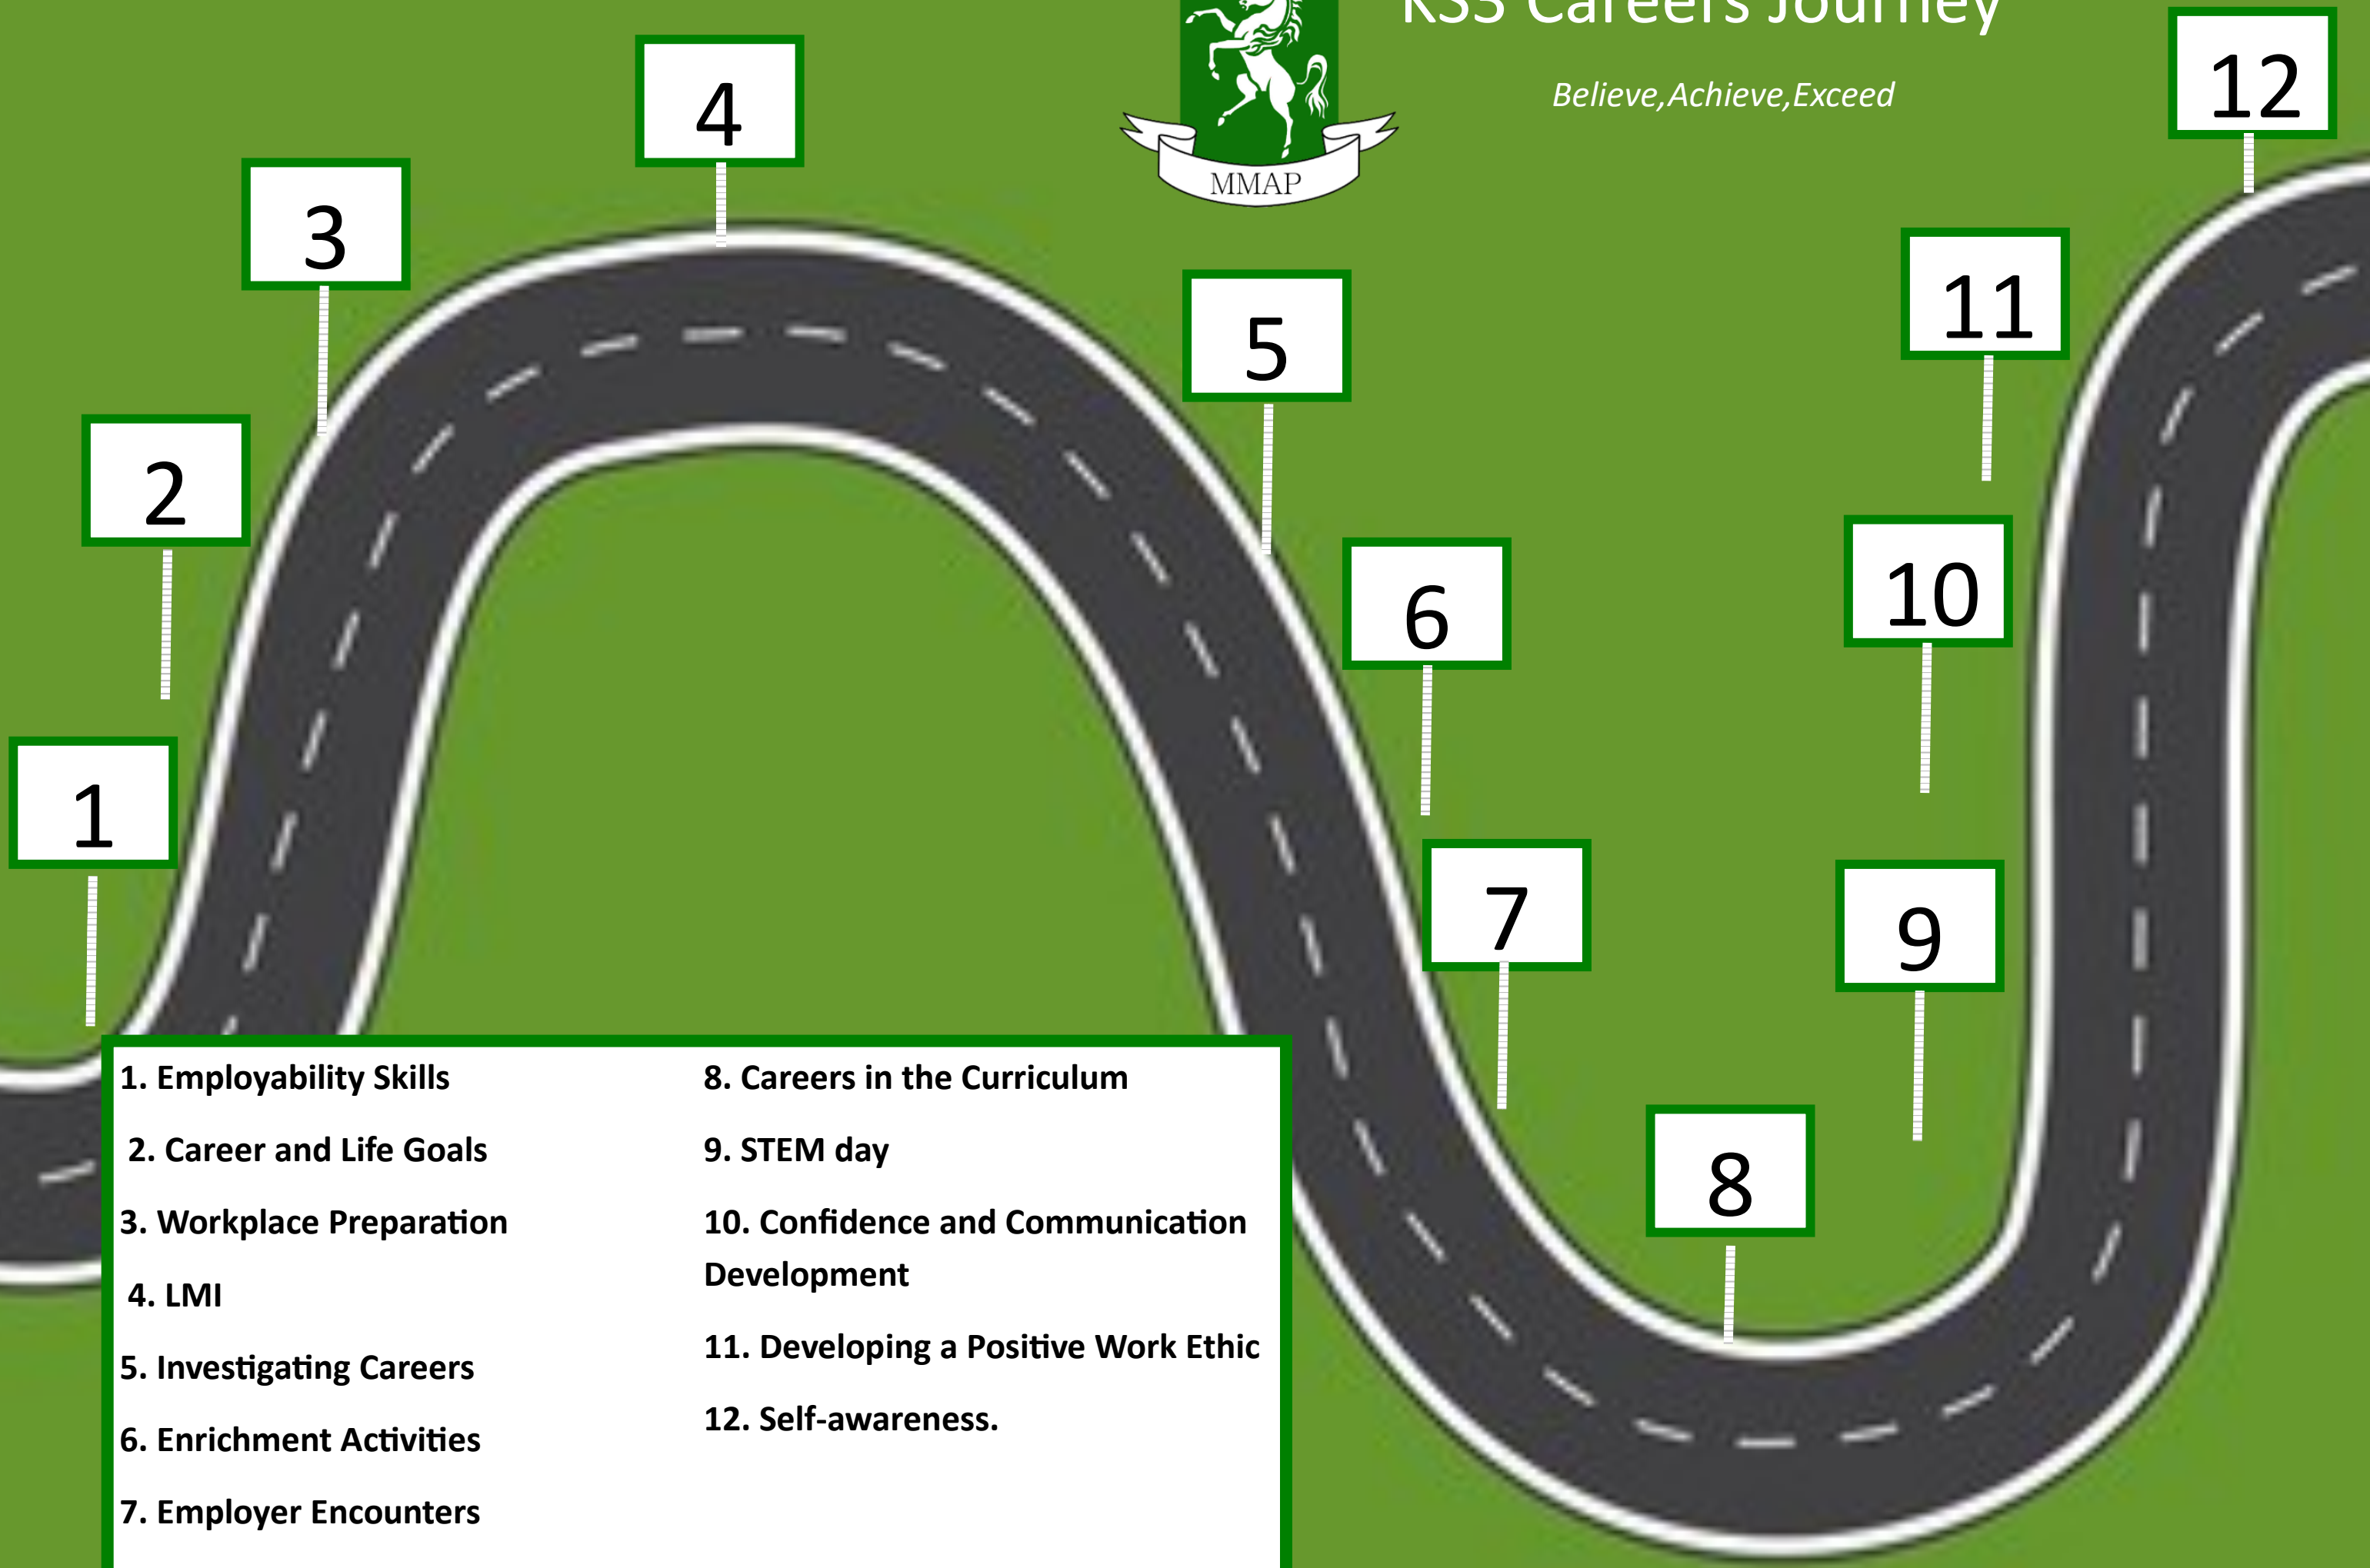 KS3 Careers Journey
Believe,Achieve,Exceed
MMAP
1
2
3
4
5
6
7
8
9
10
11
12
1. Employability Skills
2. Career and Life Goals
3. Workplace Preparation
4. LMI
5. Investigating Careers
6. Enrichment Activities
7. Employer Encounters
8. Careers in the Curriculum
9. STEM day
10. Confidence and Communication
Development
11. Developing a Positive Work Ethic
12. Self-awareness.